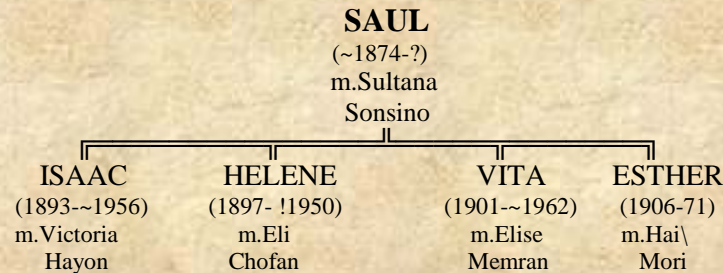 SAUL
(~1874-?)
m.Sultana
Sonsino
ISAAC HELENE VITA ESTHER
(1893-~1956) (1897- !1950) (1901-~1962) (1906-71)
m.Victoria m.Eli m.Elise m.Hai\
Hayon Chofan Memran Mori